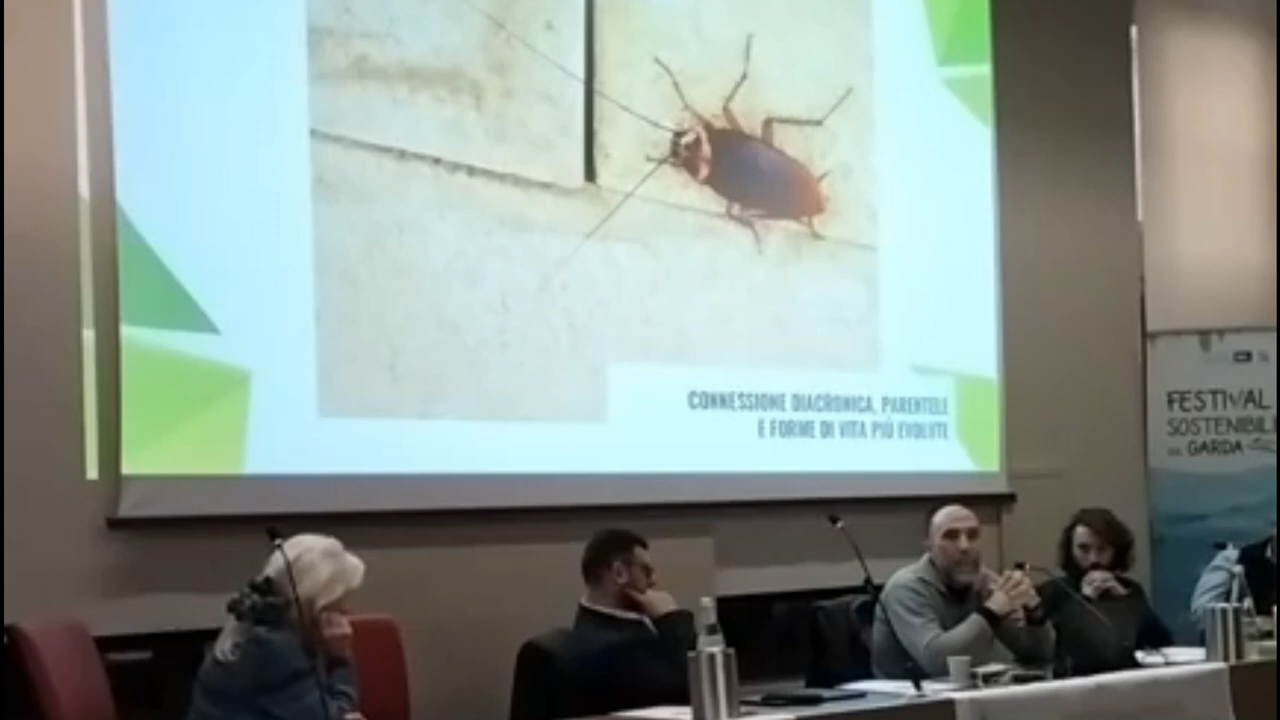 CONNESSIONE DIACRONICA, PARENTELE
E FORME DI VITA PIÙ EVOLUTE
FESTIVAL
SOSTENIBIL
GARDA